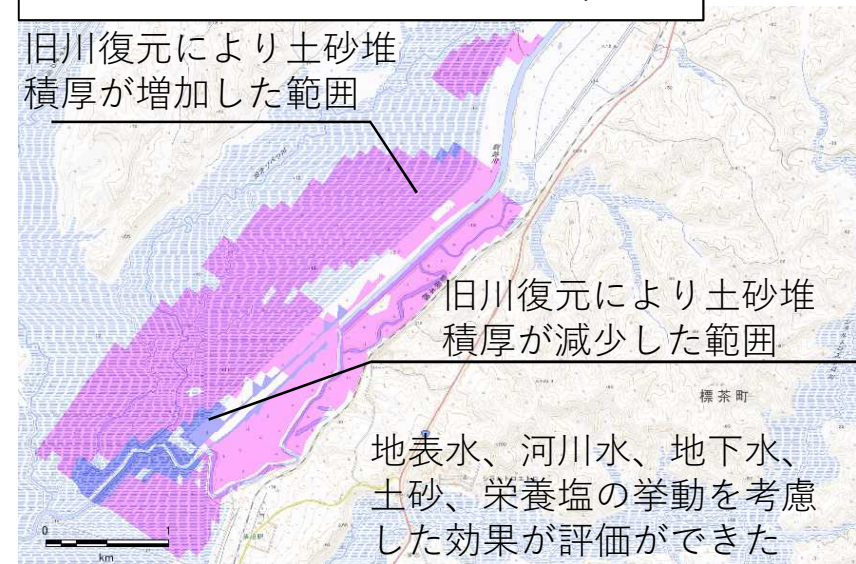 旧川復元により土砂堆
積厚が増加した範囲
旧川復元により土砂堆
積厚が減少した範囲
標茶町
地表水、河川水、地下水、
土砂、栄養塩の挙動を考慮
した効果が評価ができた
0 1
km